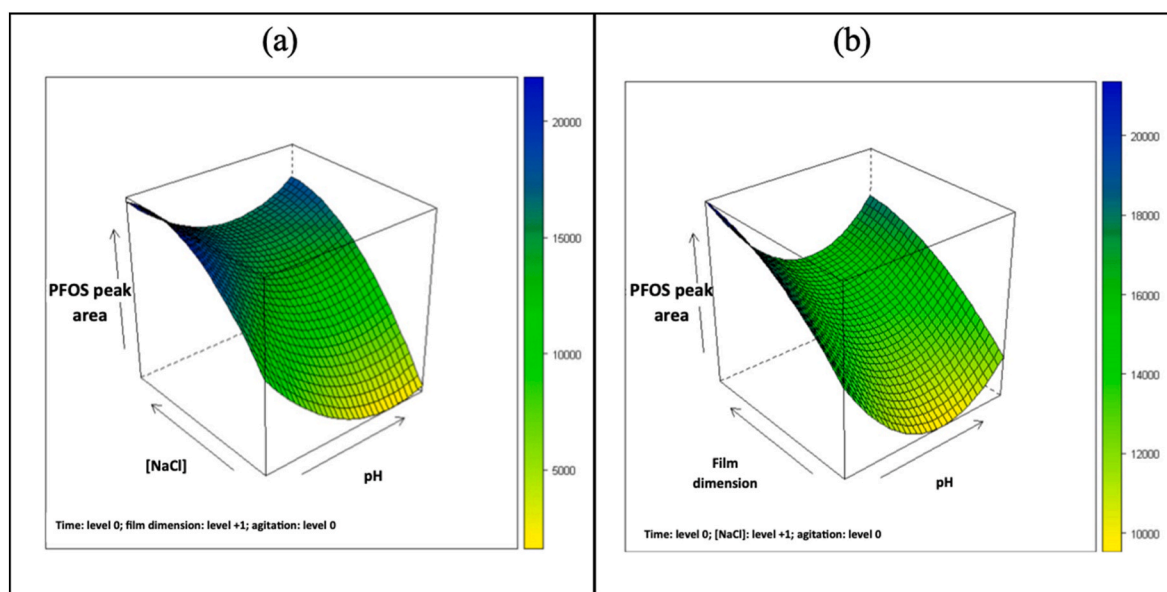 (a)
20000
15000
10000
5000
PFOS peak
area
[NaCl]
pH
Time: level 0; film dimension: level +1; agitation: level 0
(b)
20000
18000
16000
14000
12000
10000
PFOS peak
area
Film
dimension
pH
Time: level 0; [NaCl]: level +1; agitation: level 0